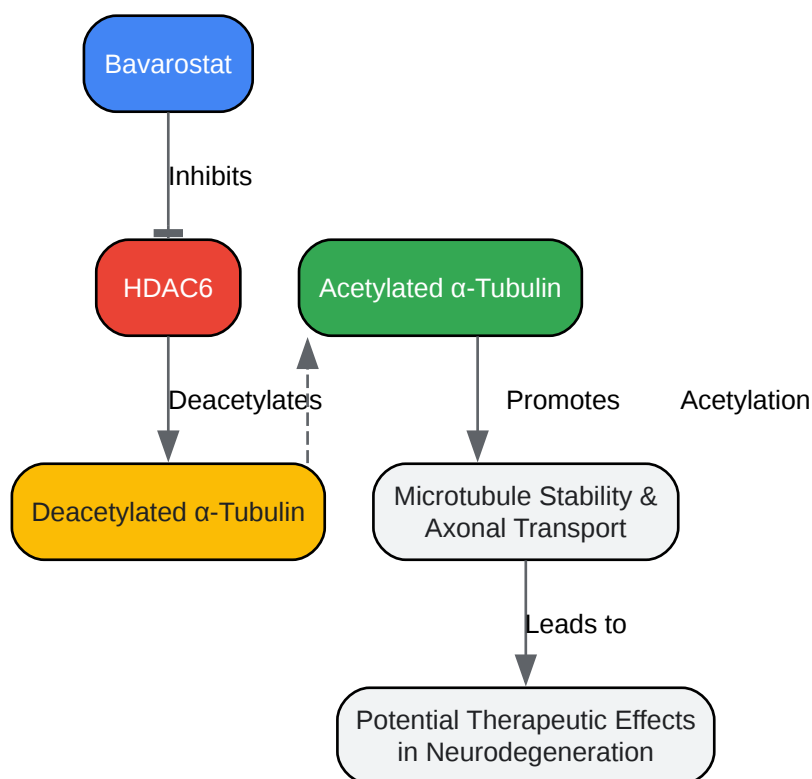 Bavarostat
Inhibits
HDAC6
Acetylated α-Tubulin
Deacetylates
Promotes
Acetylation
Deacetylated α-Tubulin
Microtubule Stability &
Axonal Transport
Leads to
Potential Therapeutic Effects
in Neurodegeneration